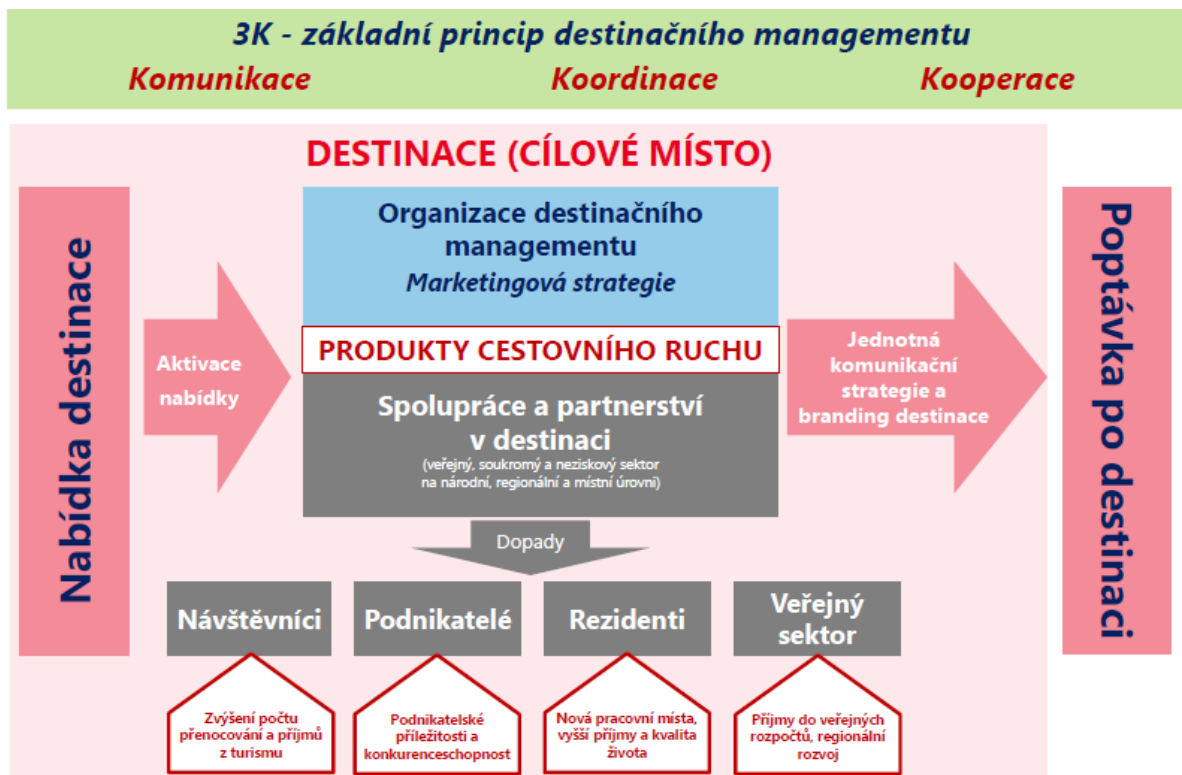 3K - základní princip destinačního managementu
Komunikace
Koordinace
Kooperace
DESTINACE (CÍLOVÉ MÍSTO)
Nabídka destinace
Aktivace
nabídky
Organizace destinačního
managementu
Marketingová strategie
PRODUKTY CESTOVNÍHO RUCHU
Spolupráce a partnerství
v destinaci
(veřejný, soukromý a neziskový sektor
na národní, regionální a místní úrovni)
Jednotná
komunikační
strategie a
branding destinace
Poptávka po destinaci
Dopady
Návštěvníci
Podnikatelé
Rezidenti
Veřejný
sektor
Zvýšení počtu
přenocování a příjmů
z turismu
Podnikatelské
příležitosti a
konkurenceschopnost
Nová pracovní místa,
vyšší příjmy a kvalita
života
Příjmy do veřejných
rozpočtů, regionální
rozvoj